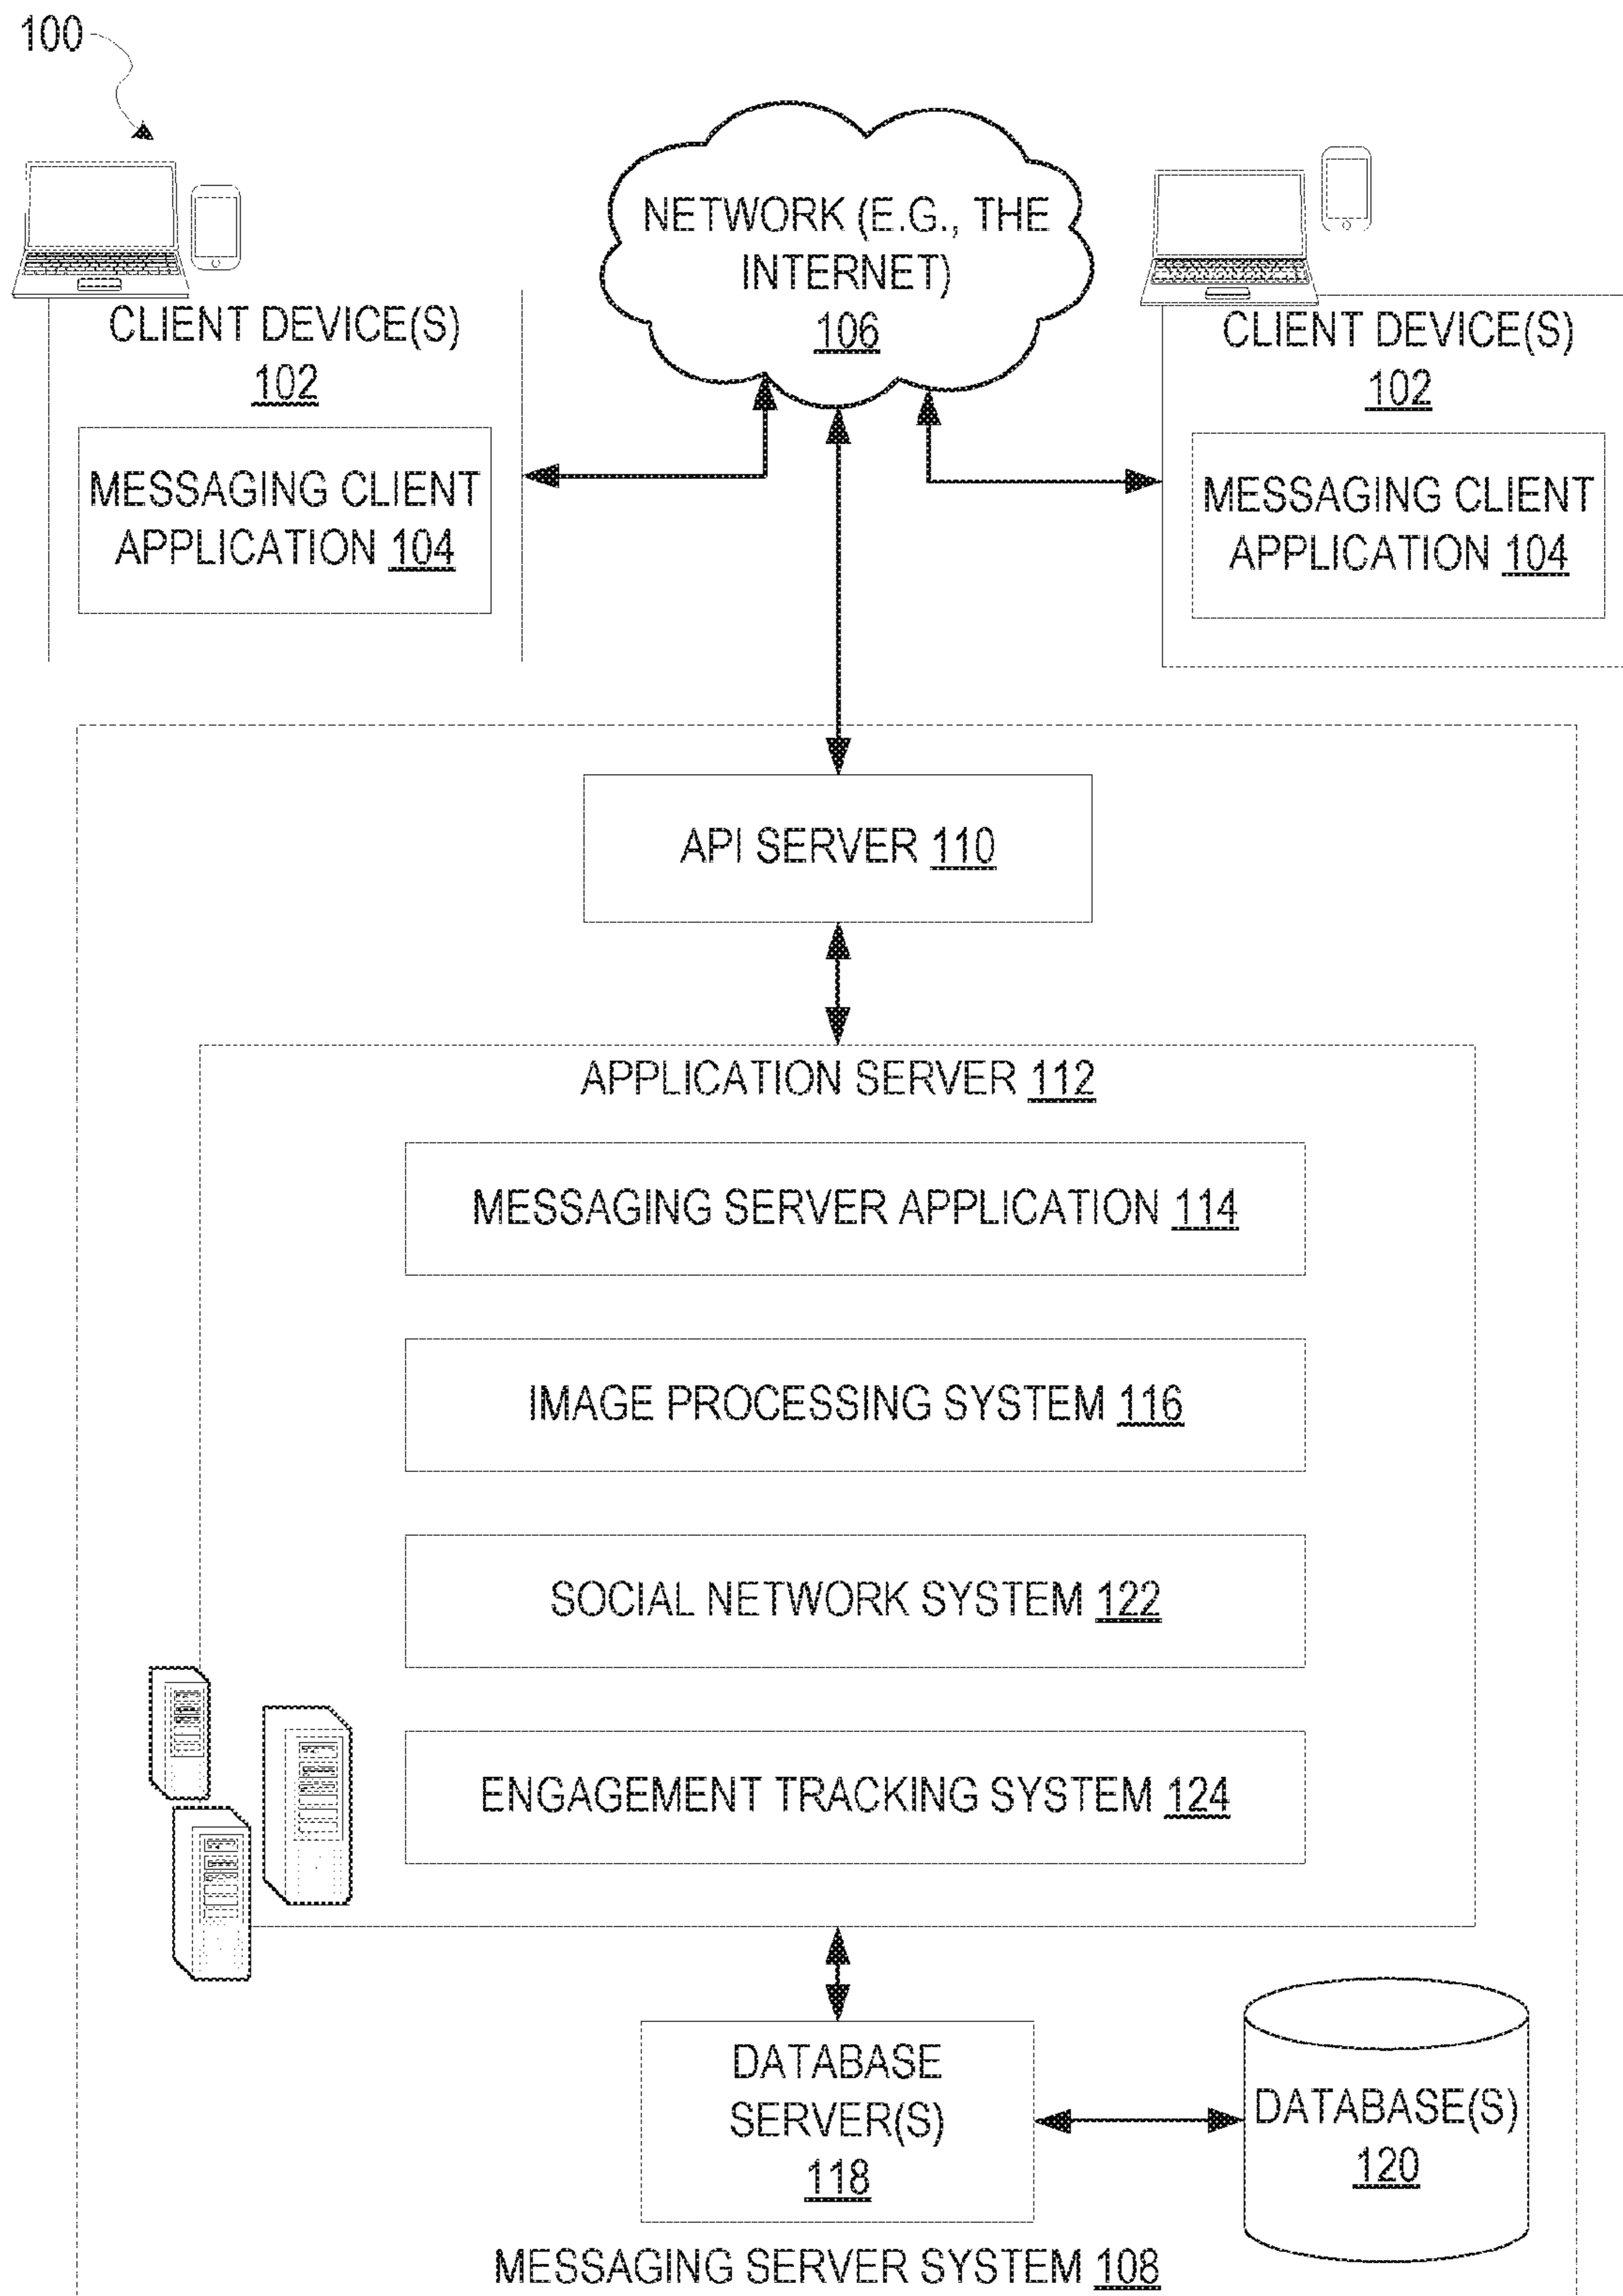 100
NETWORK (E.G., THE
INTERNET)
106
CLIENT DEVICE(S)
102
MESSAGING CLIENT
APPLICATION 104
CLIENT DEVICE(S)
102
MESSAGING CLIENT
APPLICATION 104
API SERVER 110
APPLICATION SERVER 112
MESSAGING SERVER APPLICATION 114
IMAGE PROCESSING SYSTEM 116
SOCIAL NETWORK SYSTEM 122
ENGAGEMENT TRACKING SYSTEM 124
DATABASE
SERVER(S)
118
DATABASE(S)
120
MESSAGING SERVER SYSTEM 108